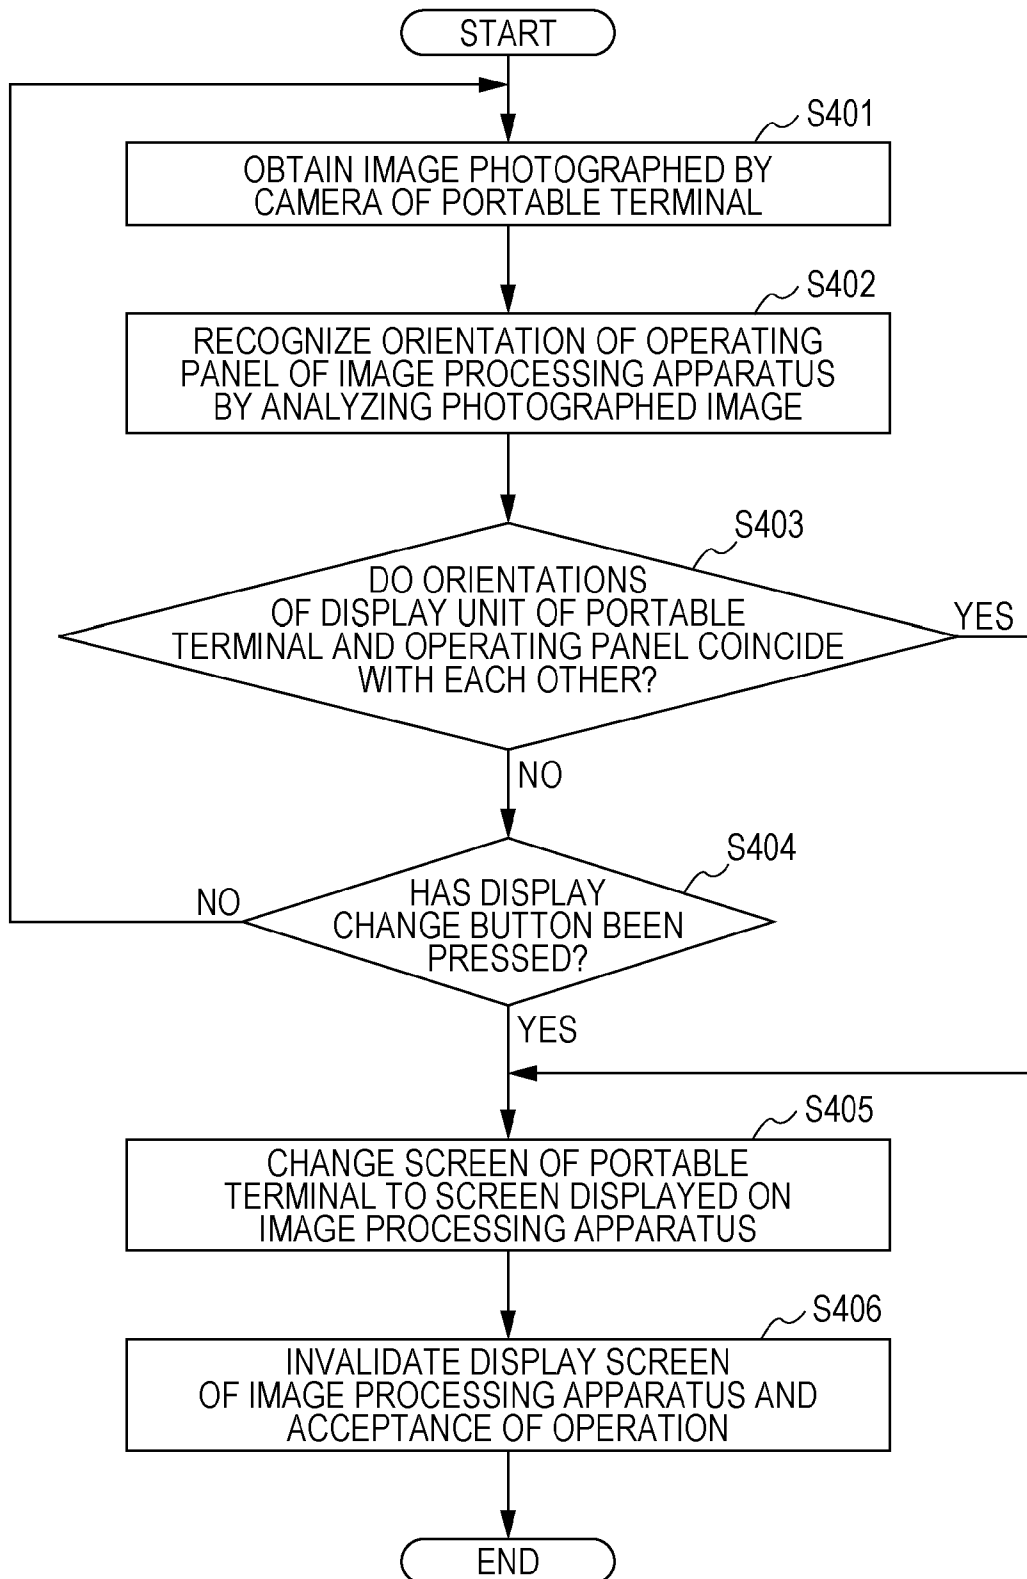 START
S401
OBTAIN IMAGE PHOTOGRAPHED BY
CAMERA OF PORTABLE TERMINAL
S402
RECOGNIZE ORIENTATION OF OPERATING
PANEL OF IMAGE PROCESSING APPARATUS
BY ANALYZING PHOTOGRAPHED IMAGE
S403
DO ORIENTATIONS
OF DISPLAY UNIT OF PORTABLE
TERMINAL AND OPERATING PANEL COINCIDE
WITH EACH OTHER?
YES
NO
S404
HAS DISPLAY
CHANGE BUTTON BEEN
PRESSED?
NO
YES
S405
CHANGE SCREEN OF PORTABLE
TERMINAL TO SCREEN DISPLAYED ON
IMAGE PROCESSING APPARATUS
S406
INVALIDATE DISPLAY SCREEN
OF IMAGE PROCESSING APPARATUS AND
ACCEPTANCE OF OPERATION
END